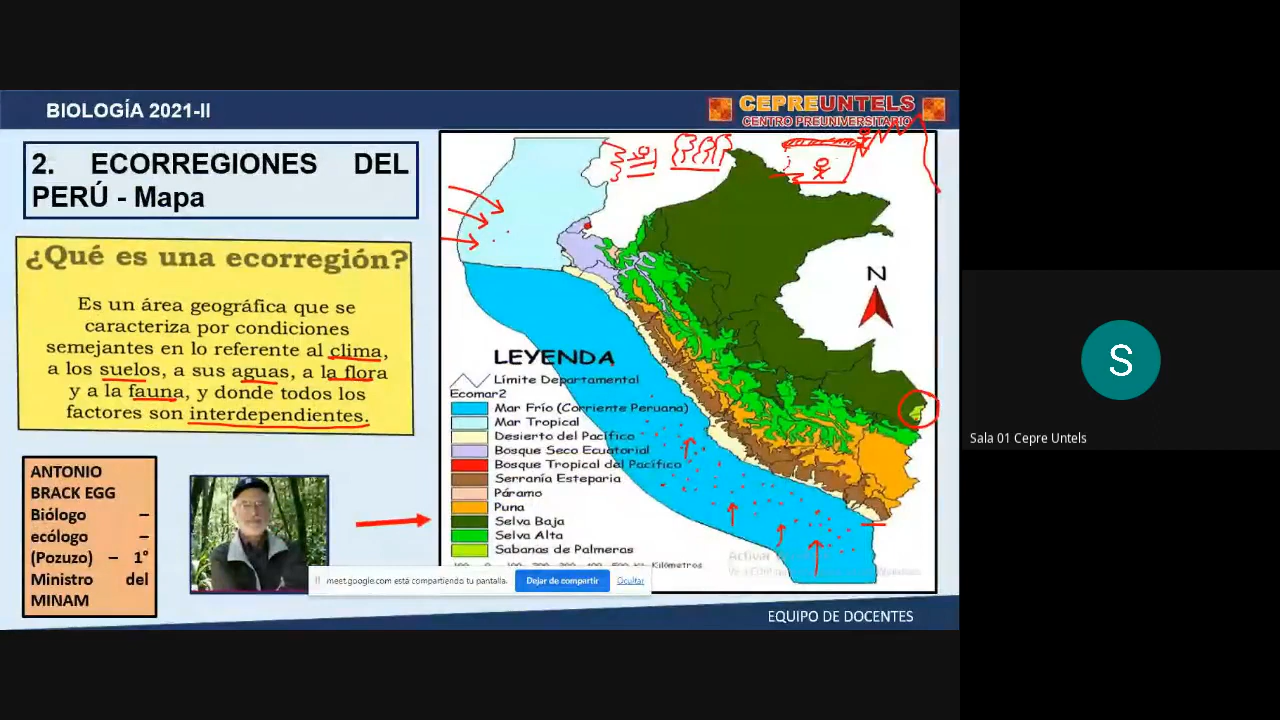 BIOLOGÍA 2021-II
CEPREUNTELS
CENTRO PREUNIVERSITARIO
2. ECORREGIONES DEL
PERÚ - Mapa
¿Qué es una ecorregión?
Es un área geográfica que se
caracteriza por condiciones
semejantes en lo referente al clima,
a los suelos, a sus aguas, a la flora
y a la fauna, y donde todos los
factores son interdependientes.
ANTONIO
BRACK EGG
Biólogo –
ecólogo –
(Pozuzo) – 1°
Ministro del
MINAM
N
LEYENDA
Límite Departamental
Ecomar2
Mar Frío (Corriente Peruana)
Mar Tropical
Desierto del Pacífico
Bosque Seco Ecuatorial
Bosque Tropical del Pacífico
Serranía Esteparia
Páramo
Puna
Selva Baja
Selva Alta
Sabanas de Palmeras
Kilómetros
meet.google.com está compartiendo tu pantalla.
Dejar de compartir
Ocultar
EQUIPO DE DOCENTES
S
Sala 01 Cepre Untels